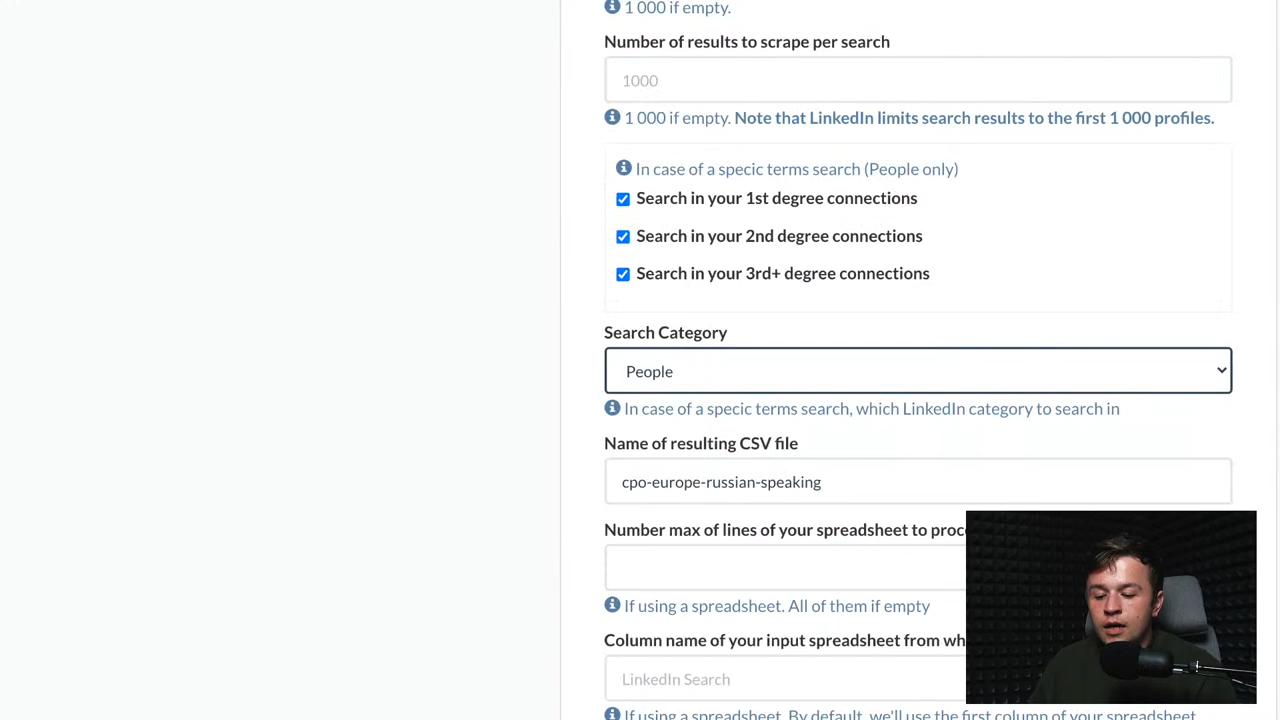 1 000 if empty.
Number of results to scrape per search
1000
1 000 if empty. Note that LinkedIn limits search results to the first 1 000 profiles.
In case of a specic terms search (People only)
Search in your 1st degree connections
Search in your 2nd degree connections
Search in your 3rd+ degree connections
Search Category
People
In case of a specic terms search, which LinkedIn category to search in
Name of resulting CSV file
cpo-europe-russian-speaking
Number max of lines of your spreadsheet to
If using a spreadsheet. All of them if empty
Column name of your input spreadsheet from
LinkedIn Search
If using a spreadsheet. By default, we'll use the first column of your spreadsheet